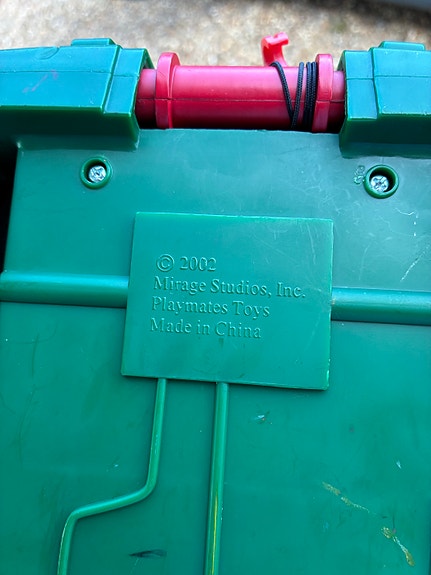 © 2002
Mirage Studios, Inc.
Playmates Toys
Made in China